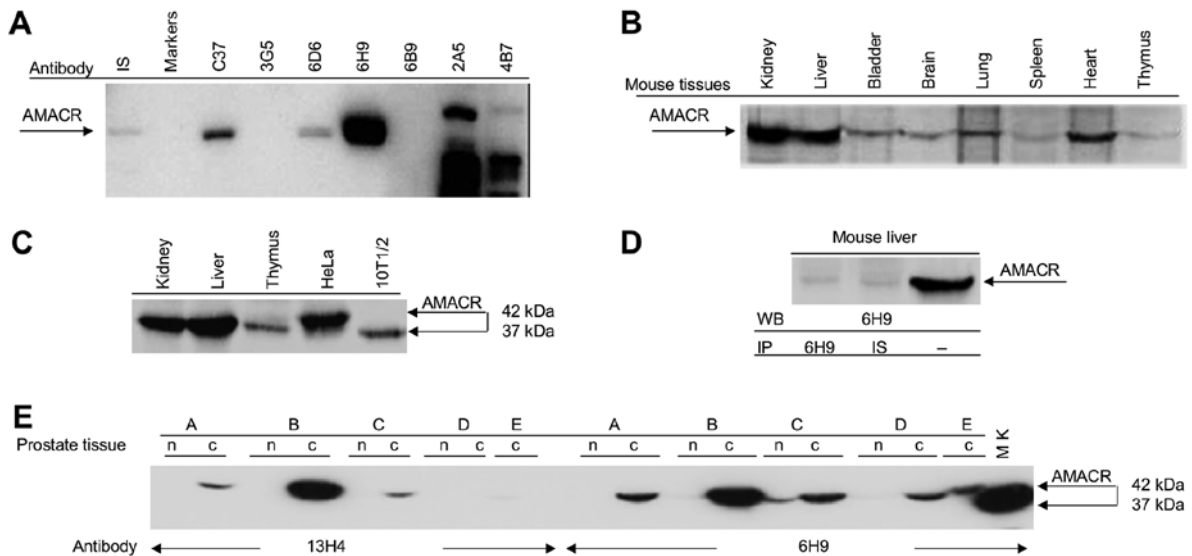 A
Antibody IS Markers C37 3G5 6D6 6H9 6B9 2A5 4B7
AMACR
B
Mouse tissues Kidney Liver Bladder Brain Lung Spleen Heart Thymus
AMACR
C
Kidney Liver Thymus HeLa 10T1/2
AMACR 42 kDa
37 kDa
D
Mouse liver
AMACR
WB 6H9
IP 6H9 IS –
E
A B C D E A B C D E M K
Prostate tissue n c n c n c n c c n c n c n c n c c
AMACR 42 kDa
37 kDa
Antibody 13H4 6H9